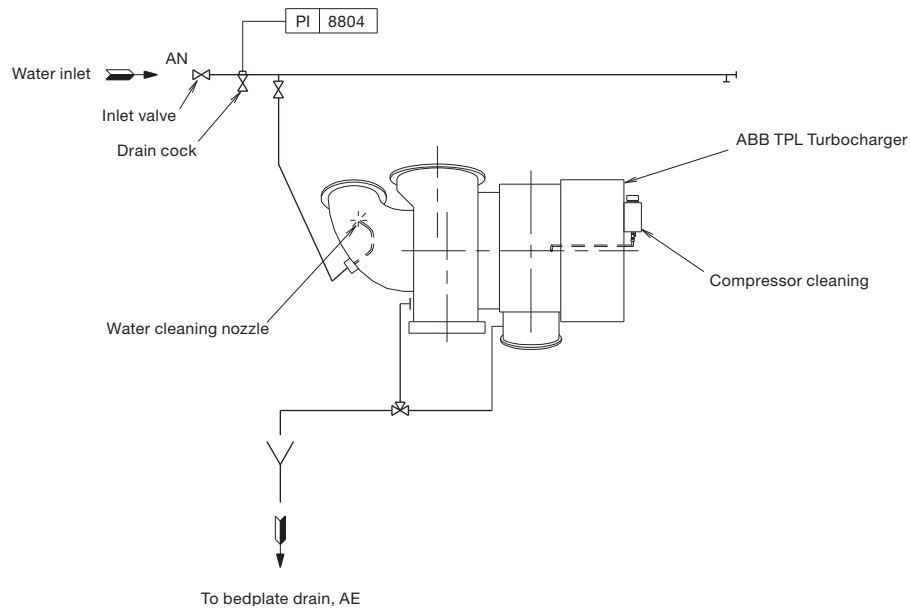 PI 8804
AN
Water inlet
Inlet valve
Drain cock
ABB TPL Turbocharger
Compressor cleaning
Water cleaning nozzle
To bedplate drain, AE